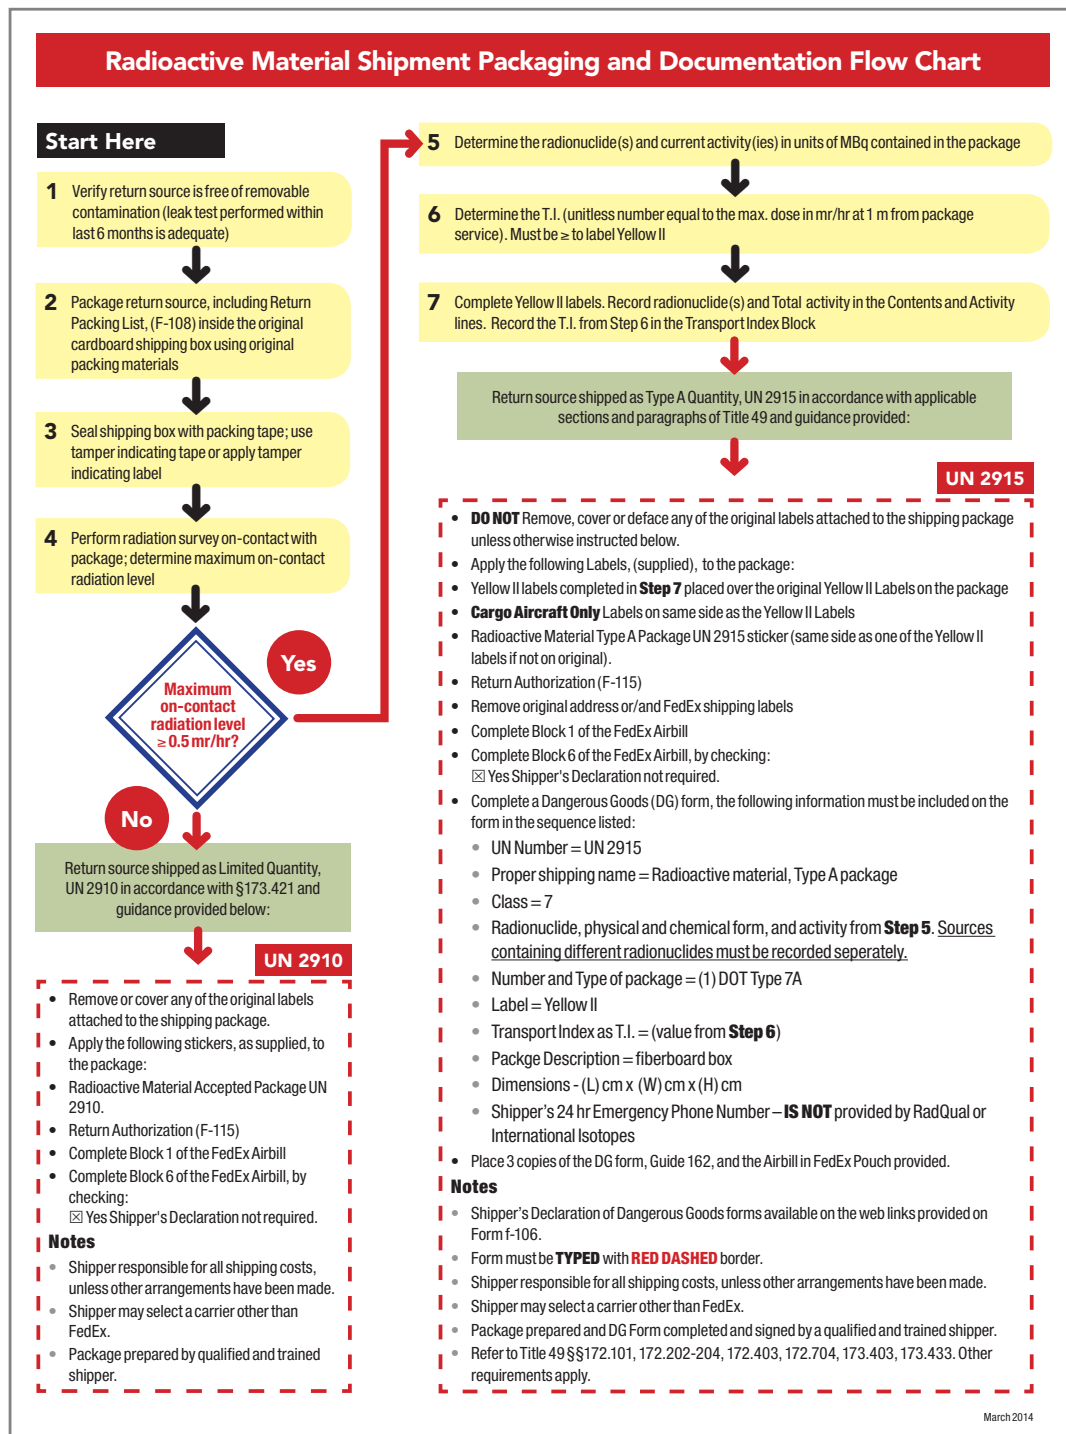 Radioactive Material Shipment Packaging and Documentation Flow Chart
Start Here
1 Verify return source is free of removable
contamination (leak test performed within
last 6 months is adequate)
2 Package return source, including Return
Packing List, (F-108) inside the original
cardboard shipping box using original
packing materials
3 Seal shipping box with packing tape; use
tamper indicating tape or apply tamper
indicating label
4 Perform radiation survey on-contact with
package; determine maximum on-contact
radiation level
Maximum
on-contact
radiation level
≥ 0.5 mr/hr?
Yes
No
Return source shipped as Limited Quantity,
UN 2910 in accordance with §173.421 and
guidance provided below:
UN 2910
• Remove or cover any of the original labels
attached to the shipping package.
• Apply the following stickers, as supplied, to
the package:
• Radioactive Material Accepted Package UN
2910.
• Return Authorization (F-115)
• Complete Block 1 of the FedEx Airbill
• Complete Block 6 of the FedEx Airbill, by
checking:
☒ Yes Shipper's Declaration not required.
Notes
• Shipper responsible for all shipping costs,
unless other arrangements have been made.
• Shipper may select a carrier other than
FedEx.
• Package prepared by qualified and trained
shipper.
5 Determine the radionuclide(s) and current activity(ies) in units of MBq contained in the package
6 Determine the T.I. (unitless number equal to the max. dose in mr/hr at 1 m from package
service). Must be ≥ to label Yellow II
7 Complete Yellow II labels. Record radionuclide(s) and Total activity in the Contents and Activity
lines. Record the T.I. from Step 6 in the Transport Index Block
Return source shipped as Type A Quantity, UN 2915 in accordance with applicable
sections and paragraphs of Title 49 and guidance provided:
UN 2915
• DO NOT Remove, cover or deface any of the original labels attached to the shipping package
unless otherwise instructed below.
• Apply the following Labels, (supplied), to the package:
• Yellow II labels completed in Step 7 placed over the original Yellow II Labels on the package
• Cargo Aircraft Only Labels on same side as the Yellow II Labels
• Radioactive Material Type A Package UN 2915 sticker (same side as one of the Yellow II
labels if not on original).
• Return Authorization (F-115)
• Remove original address or/and FedEx shipping labels
• Complete Block 1 of the FedEx Airbill
• Complete Block 6 of the FedEx Airbill, by checking:
☒ Yes Shipper's Declaration not required.
• Complete a Dangerous Goods (DG) form, the following information must be included on the
form in the sequence listed:
• UN Number = UN 2915
• Proper shipping name = Radioactive material, Type A package
• Class = 7
• Radionuclide, physical and chemical form, and activity from Step 5. Sources
containing different radionuclides must be recorded seperately.
• Number and Type of package = (1) DOT Type 7A
• Label = Yellow II
• Transport Index as T.I. = (value from Step 6)
• Packge Description = fiberboard box
• Dimensions - (L) cm x (W) cm x (H) cm
• Shipper's 24 hr Emergency Phone Number – IS NOT provided by RadQual or
International Isotopes
• Place 3 copies of the DG form, Guide 162, and the Airbill in FedEx Pouch provided.
Notes
• Shipper's Declaration of Dangerous Goods forms available on the web links provided on
Form f-106.
• Form must be TYPED with RED DASHED border.
• Shipper responsible for all shipping costs, unless other arrangements have been made.
• Shipper may select a carrier other than FedEx.
• Package prepared and DG Form completed and signed by a qualified and trained shipper.
• Refer to Title 49 §§172.101, 172.202-204, 172.403, 172.704, 173.403, 173.433. Other
requirements apply.
March 2014